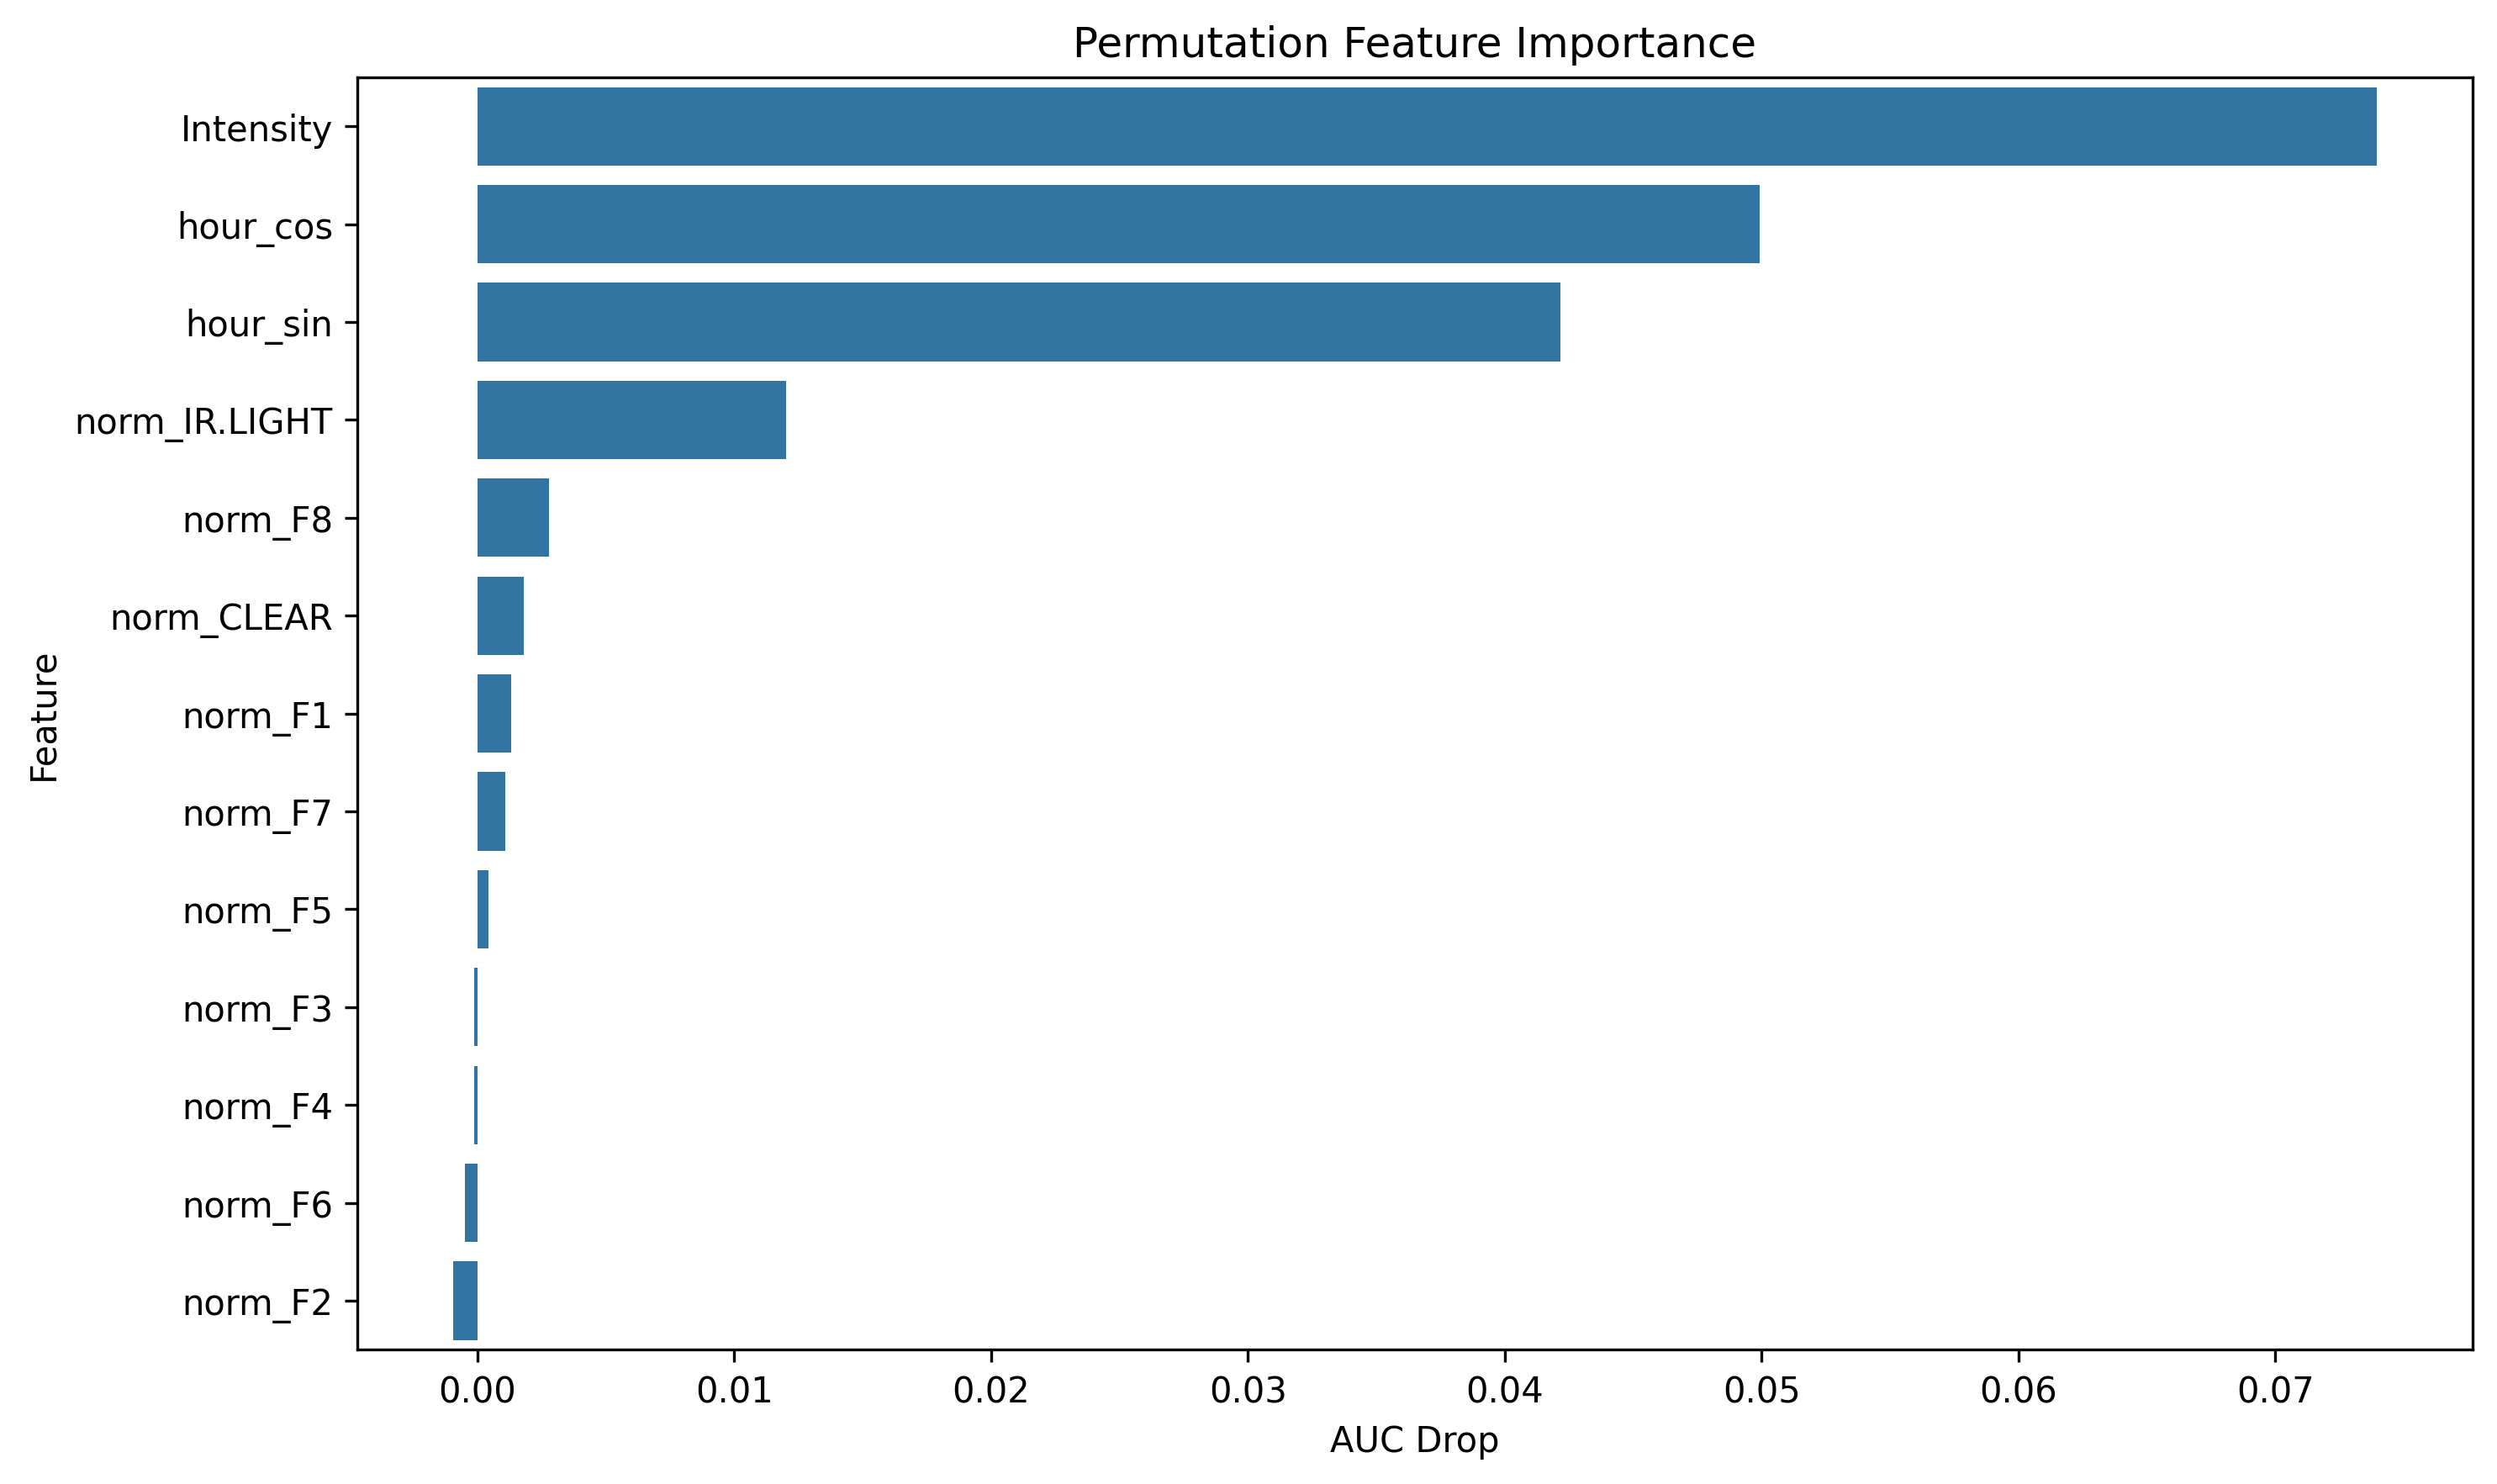 Permutation Feature Importance
Intensity
hour_cos
hour_sin
norm_IR.LIGHT
norm_F8
norm_CLEAR
norm_F1
norm_F7
norm_F5
norm_F3
norm_F4
norm_F6
norm_F2
Feature
0.00 0.01 0.02 0.03 0.04 0.05 0.06 0.07
AUC Drop